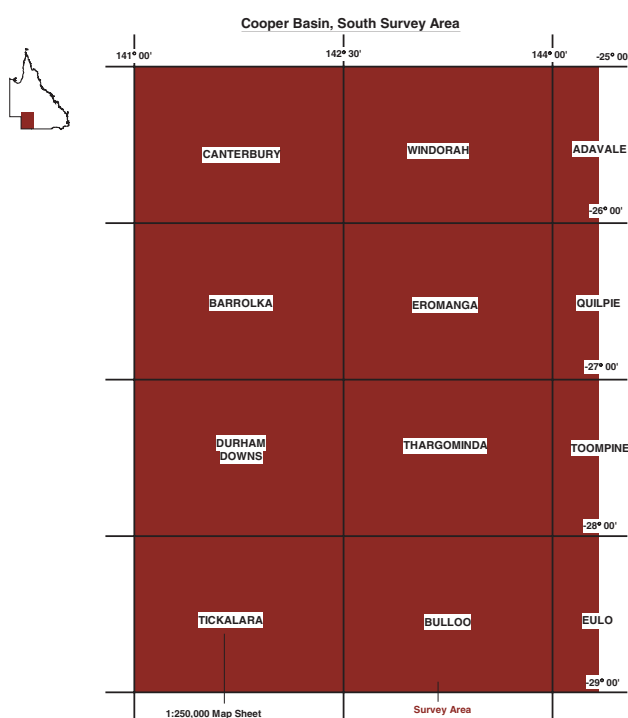 Cooper Basin, South Survey Area
141° 00' 142° 30' 144° 00' -25° 00
CANTERBURY WINDORAH ADAVALE
-26° 00'
BARROLKA EROMANGA QUILPIE
-27° 00'
DURHAM
DOWNS
THARGOMINDA TOOMPINE
-28° 00'
TICKALARA BULLOO EULO
-29° 00'
1:250,000 Map Sheet Survey Area